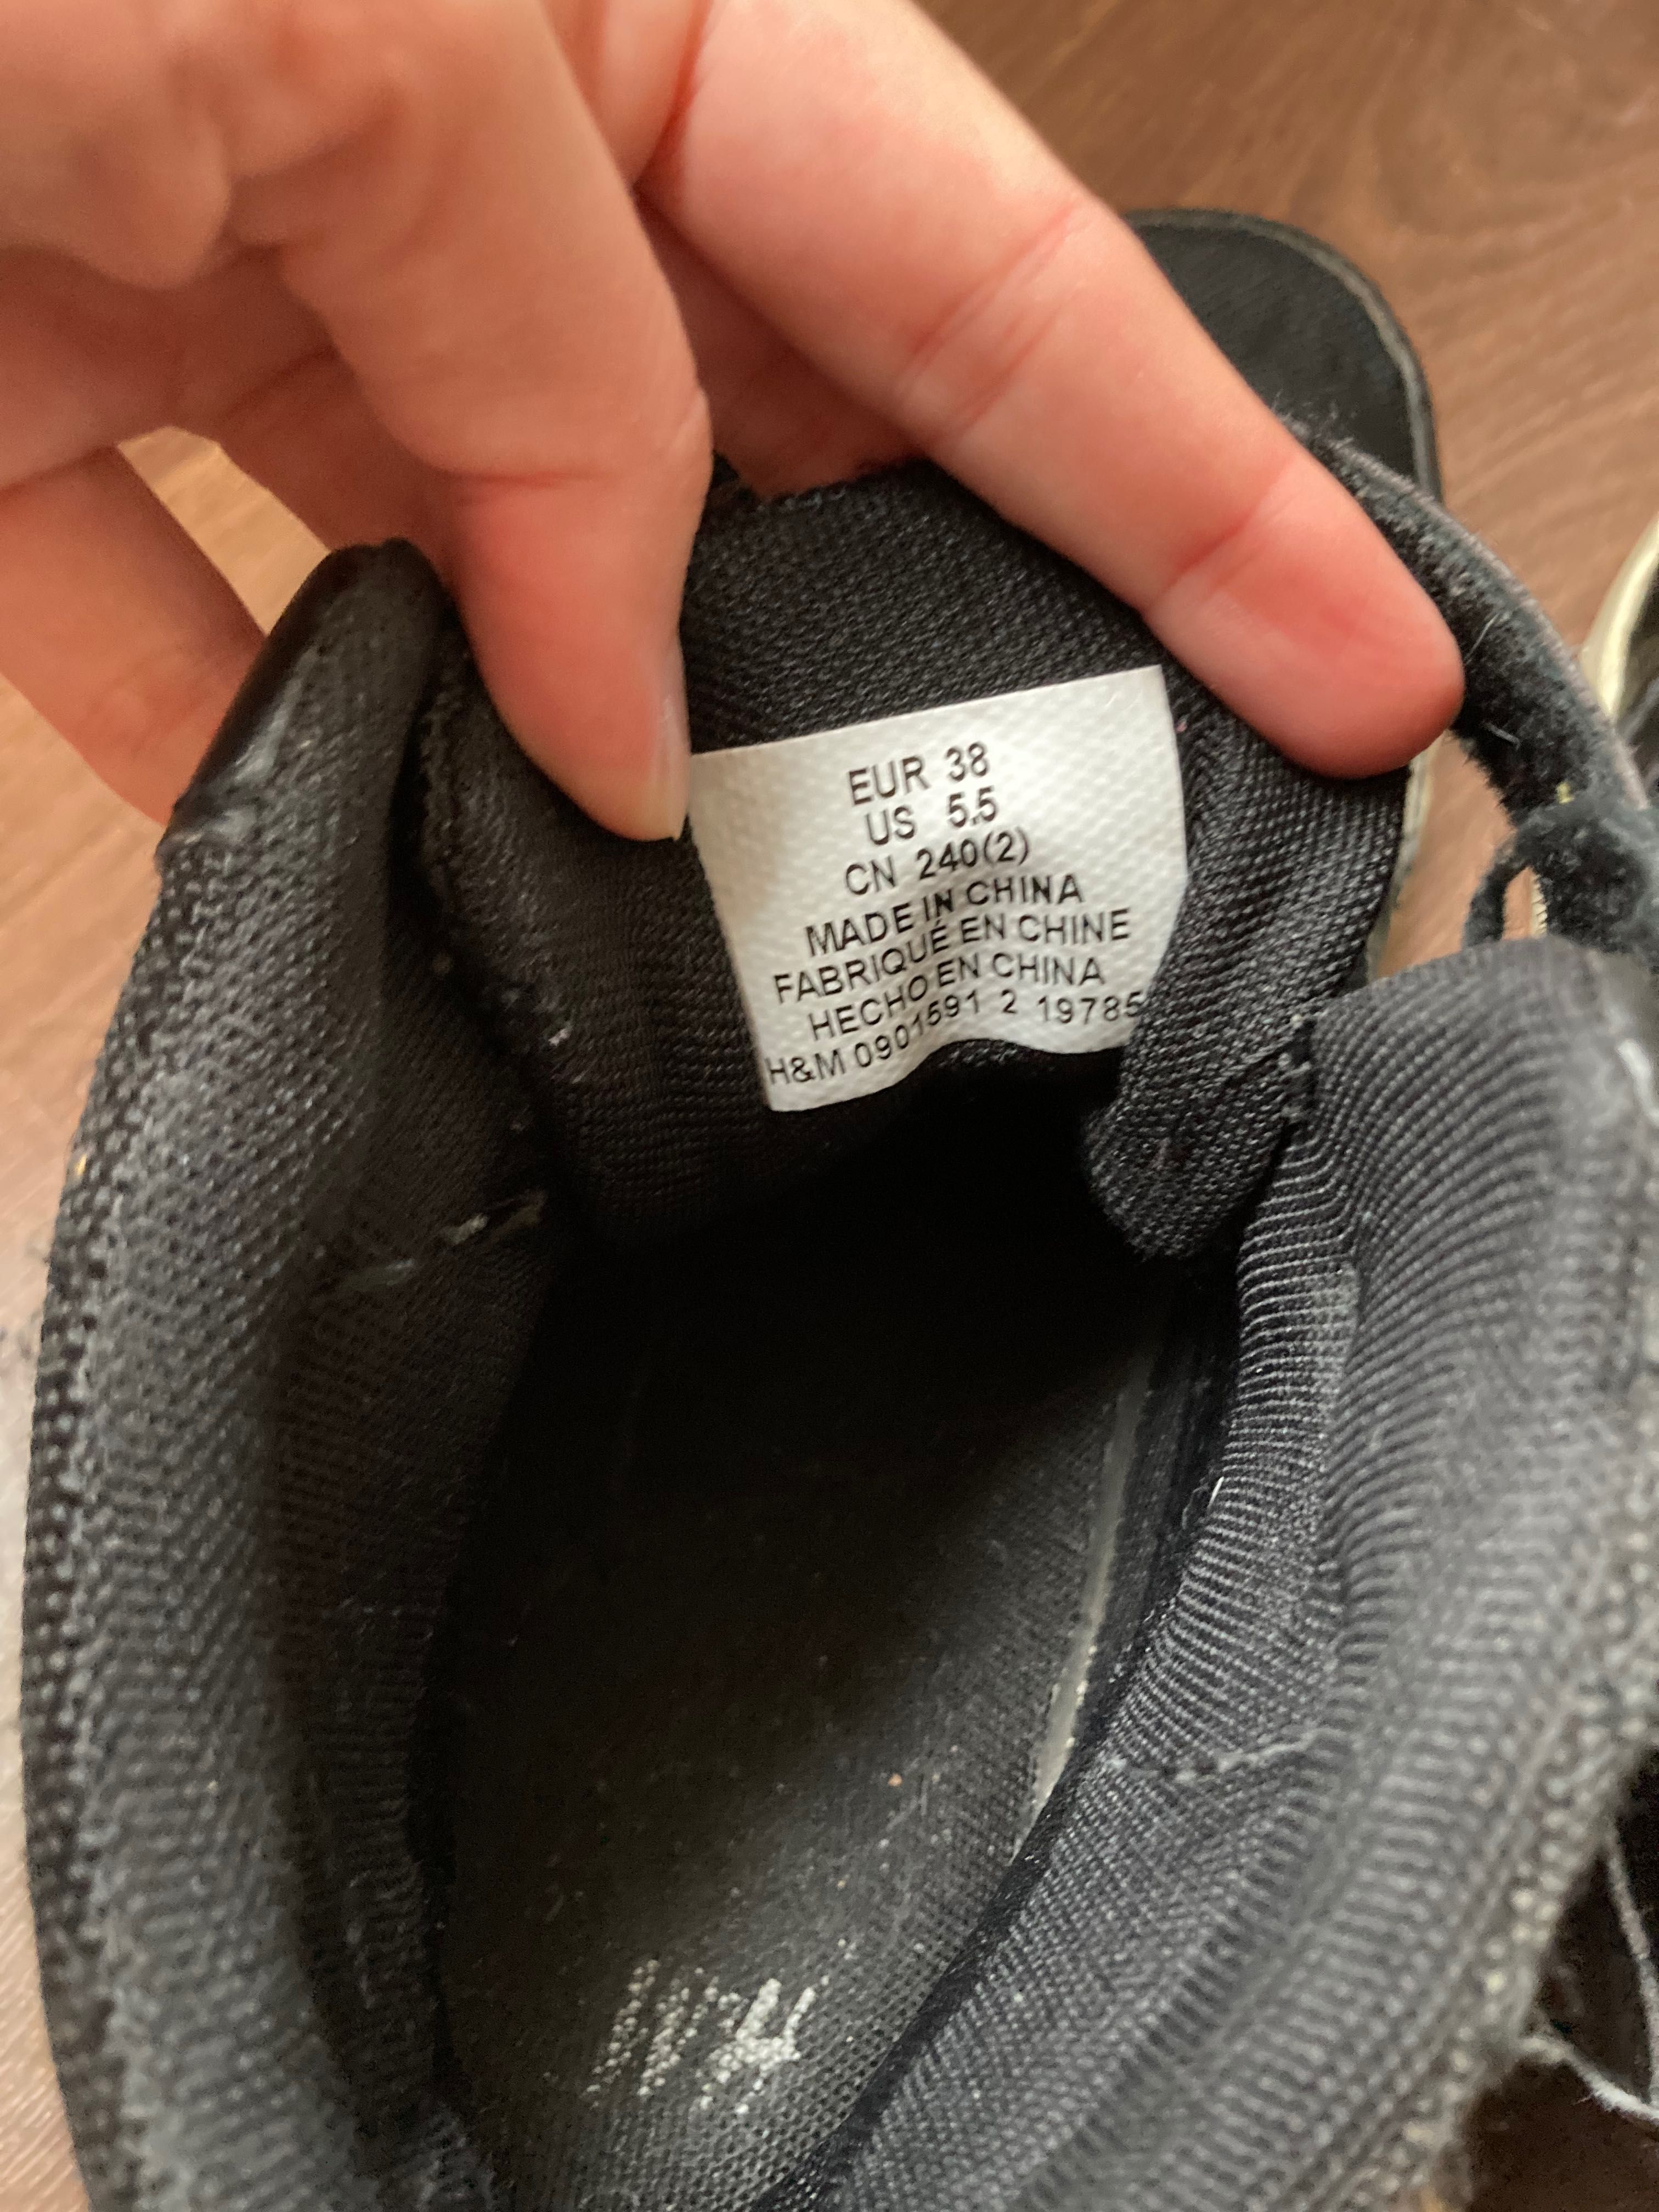 EUR 38
US 5.5
CN 240(2)
MADE IN CHINA
FABRIQUÉ EN CHINE
HECHO EN CHINA
H&M 0901591 2 19785